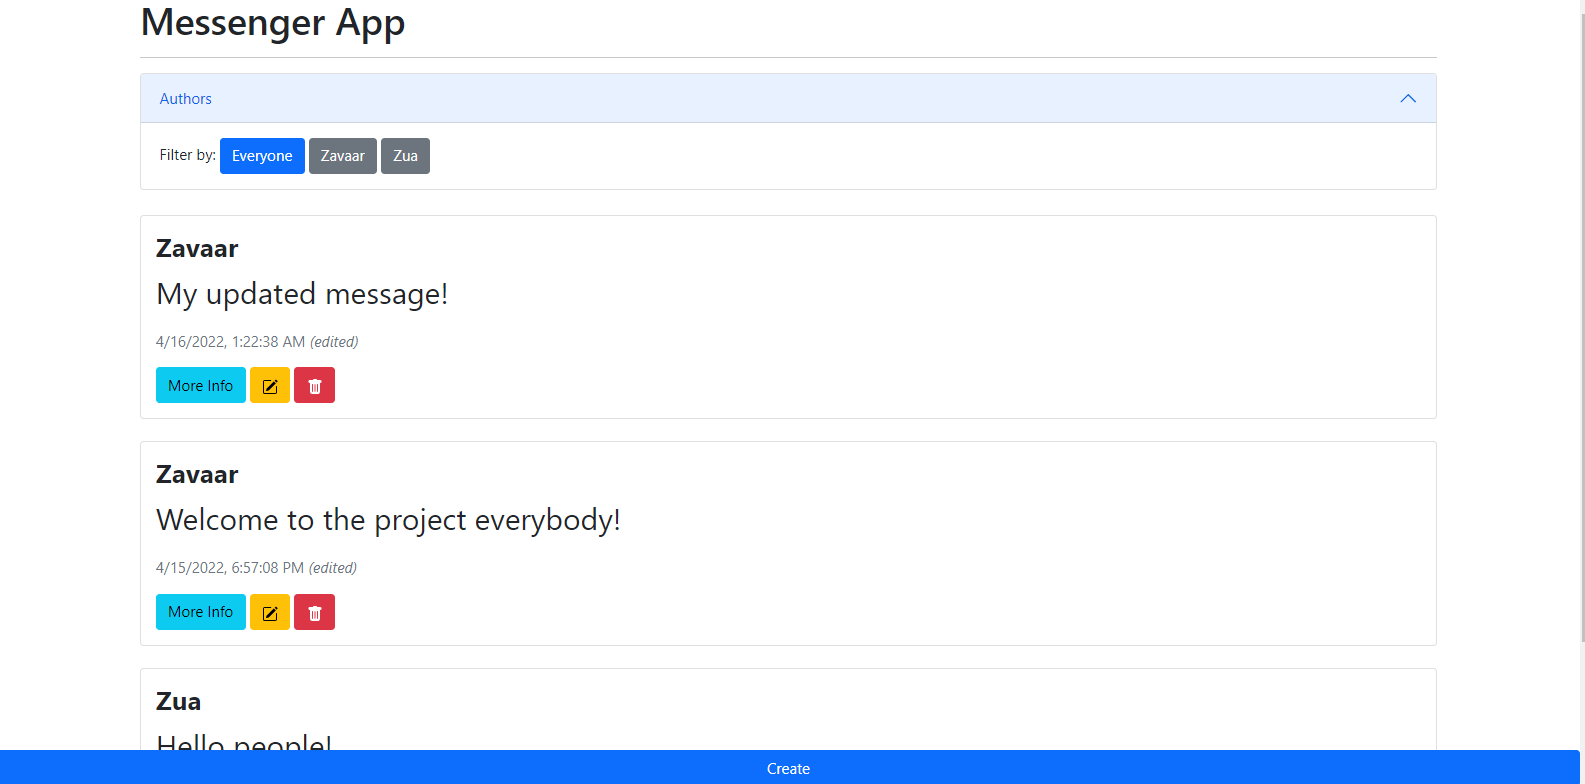 Messenger App
Authors
Filter by: Everyone Zavaar Zua
Zavaar
My updated message!
4/16/2022, 1:22:38 AM (edited)
More Info
Zavaar
Welcome to the project everybody!
4/15/2022, 6:57:08 PM (edited)
More Info
Zua
Hello people!
Create